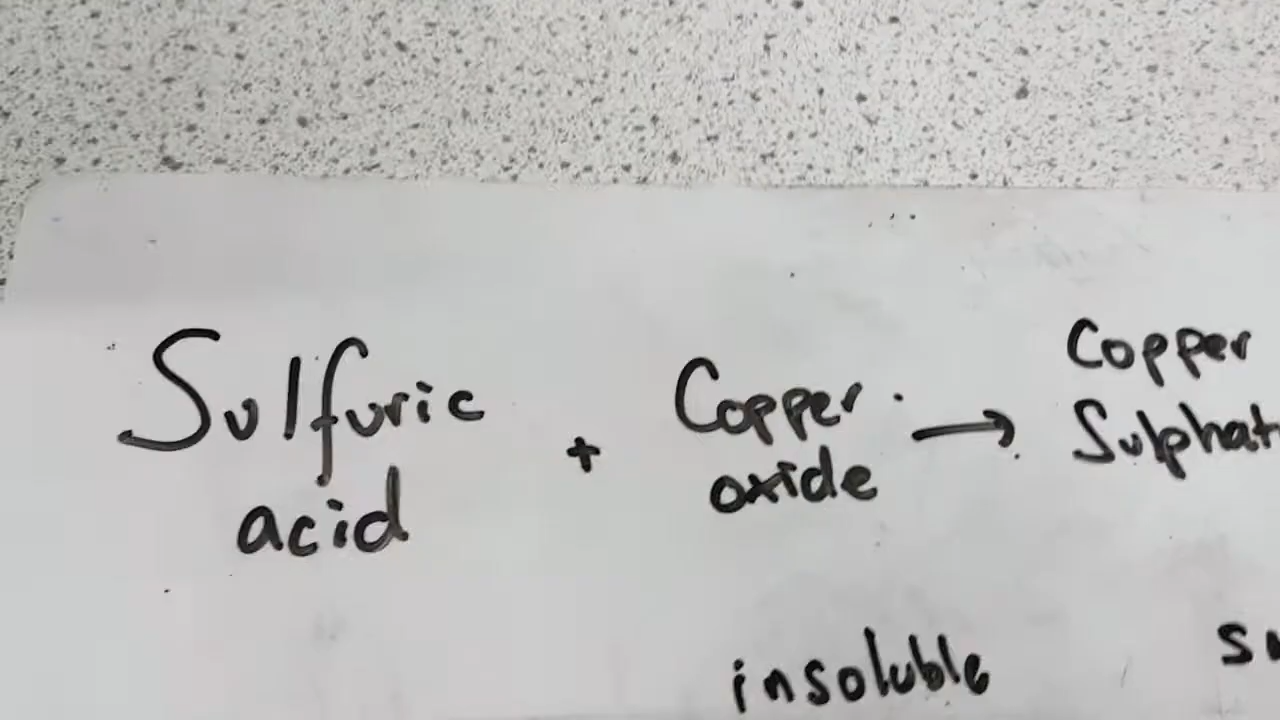 Sulfuric acid + Copper oxide → Copper Sulphat
insoluble